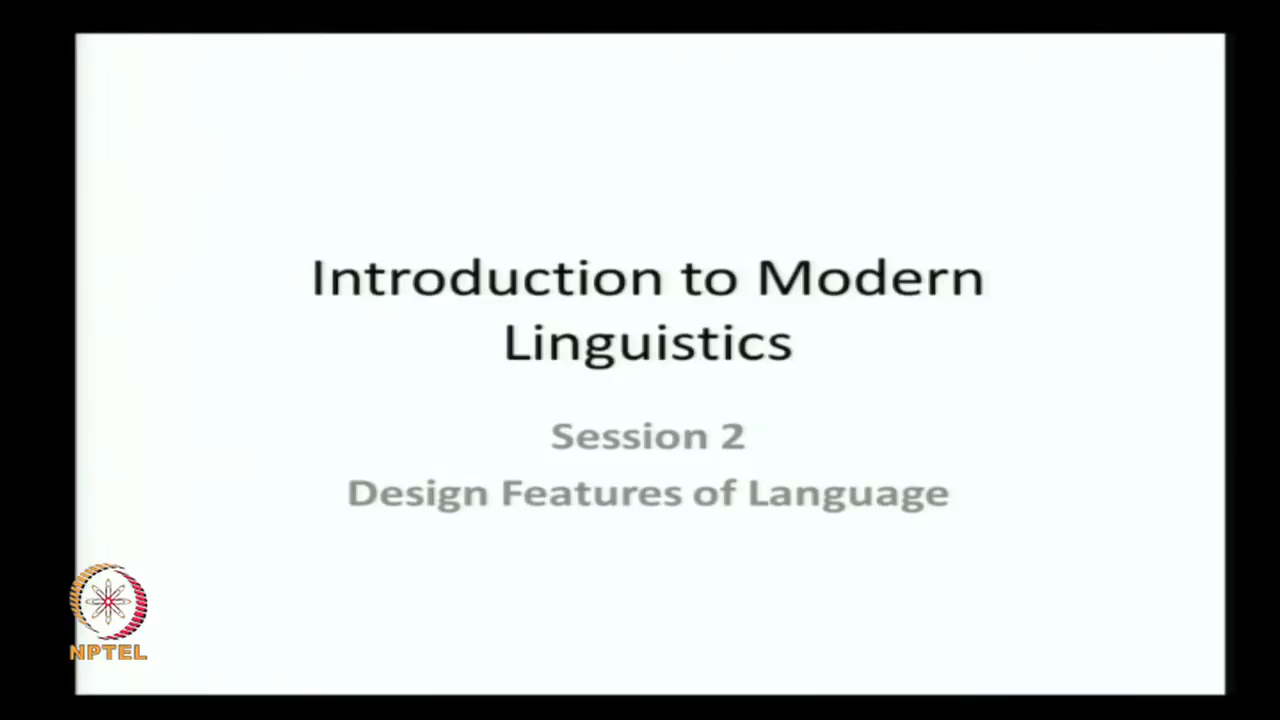 Introduction to Modern
Linguistics
Session 2
Design Features of Language
NPTEL